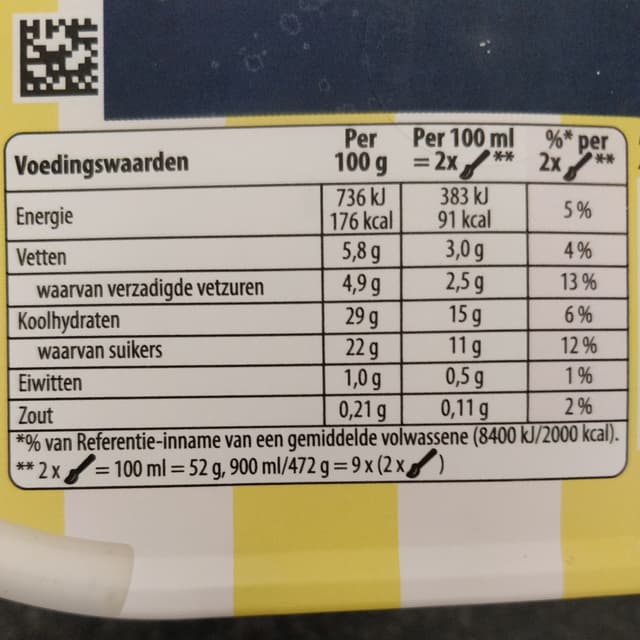 Voedingswaarden Per 100 g Per 100 ml = 2x ** %* per 2x **
Energie 736 kJ 176 kcal 383 kJ 91 kcal 5 %
Vetten 5,8 g 3,0 g 4 %
waarvan verzadigde vetzuren 4,9 g 2,5 g 13 %
Koolhydraten 29 g 15 g 6 %
waarvan suikers 22 g 11 g 12 %
Eiwitten 1,0 g 0,5 g 1 %
Zout 0,21 g 0,11 g 2 %
*% van Referentie-inname van een gemiddelde volwassene (8400 kJ/2000 kcal).
** 2 x = 100 ml = 52 g, 900 ml/472 g = 9 x (2 x )